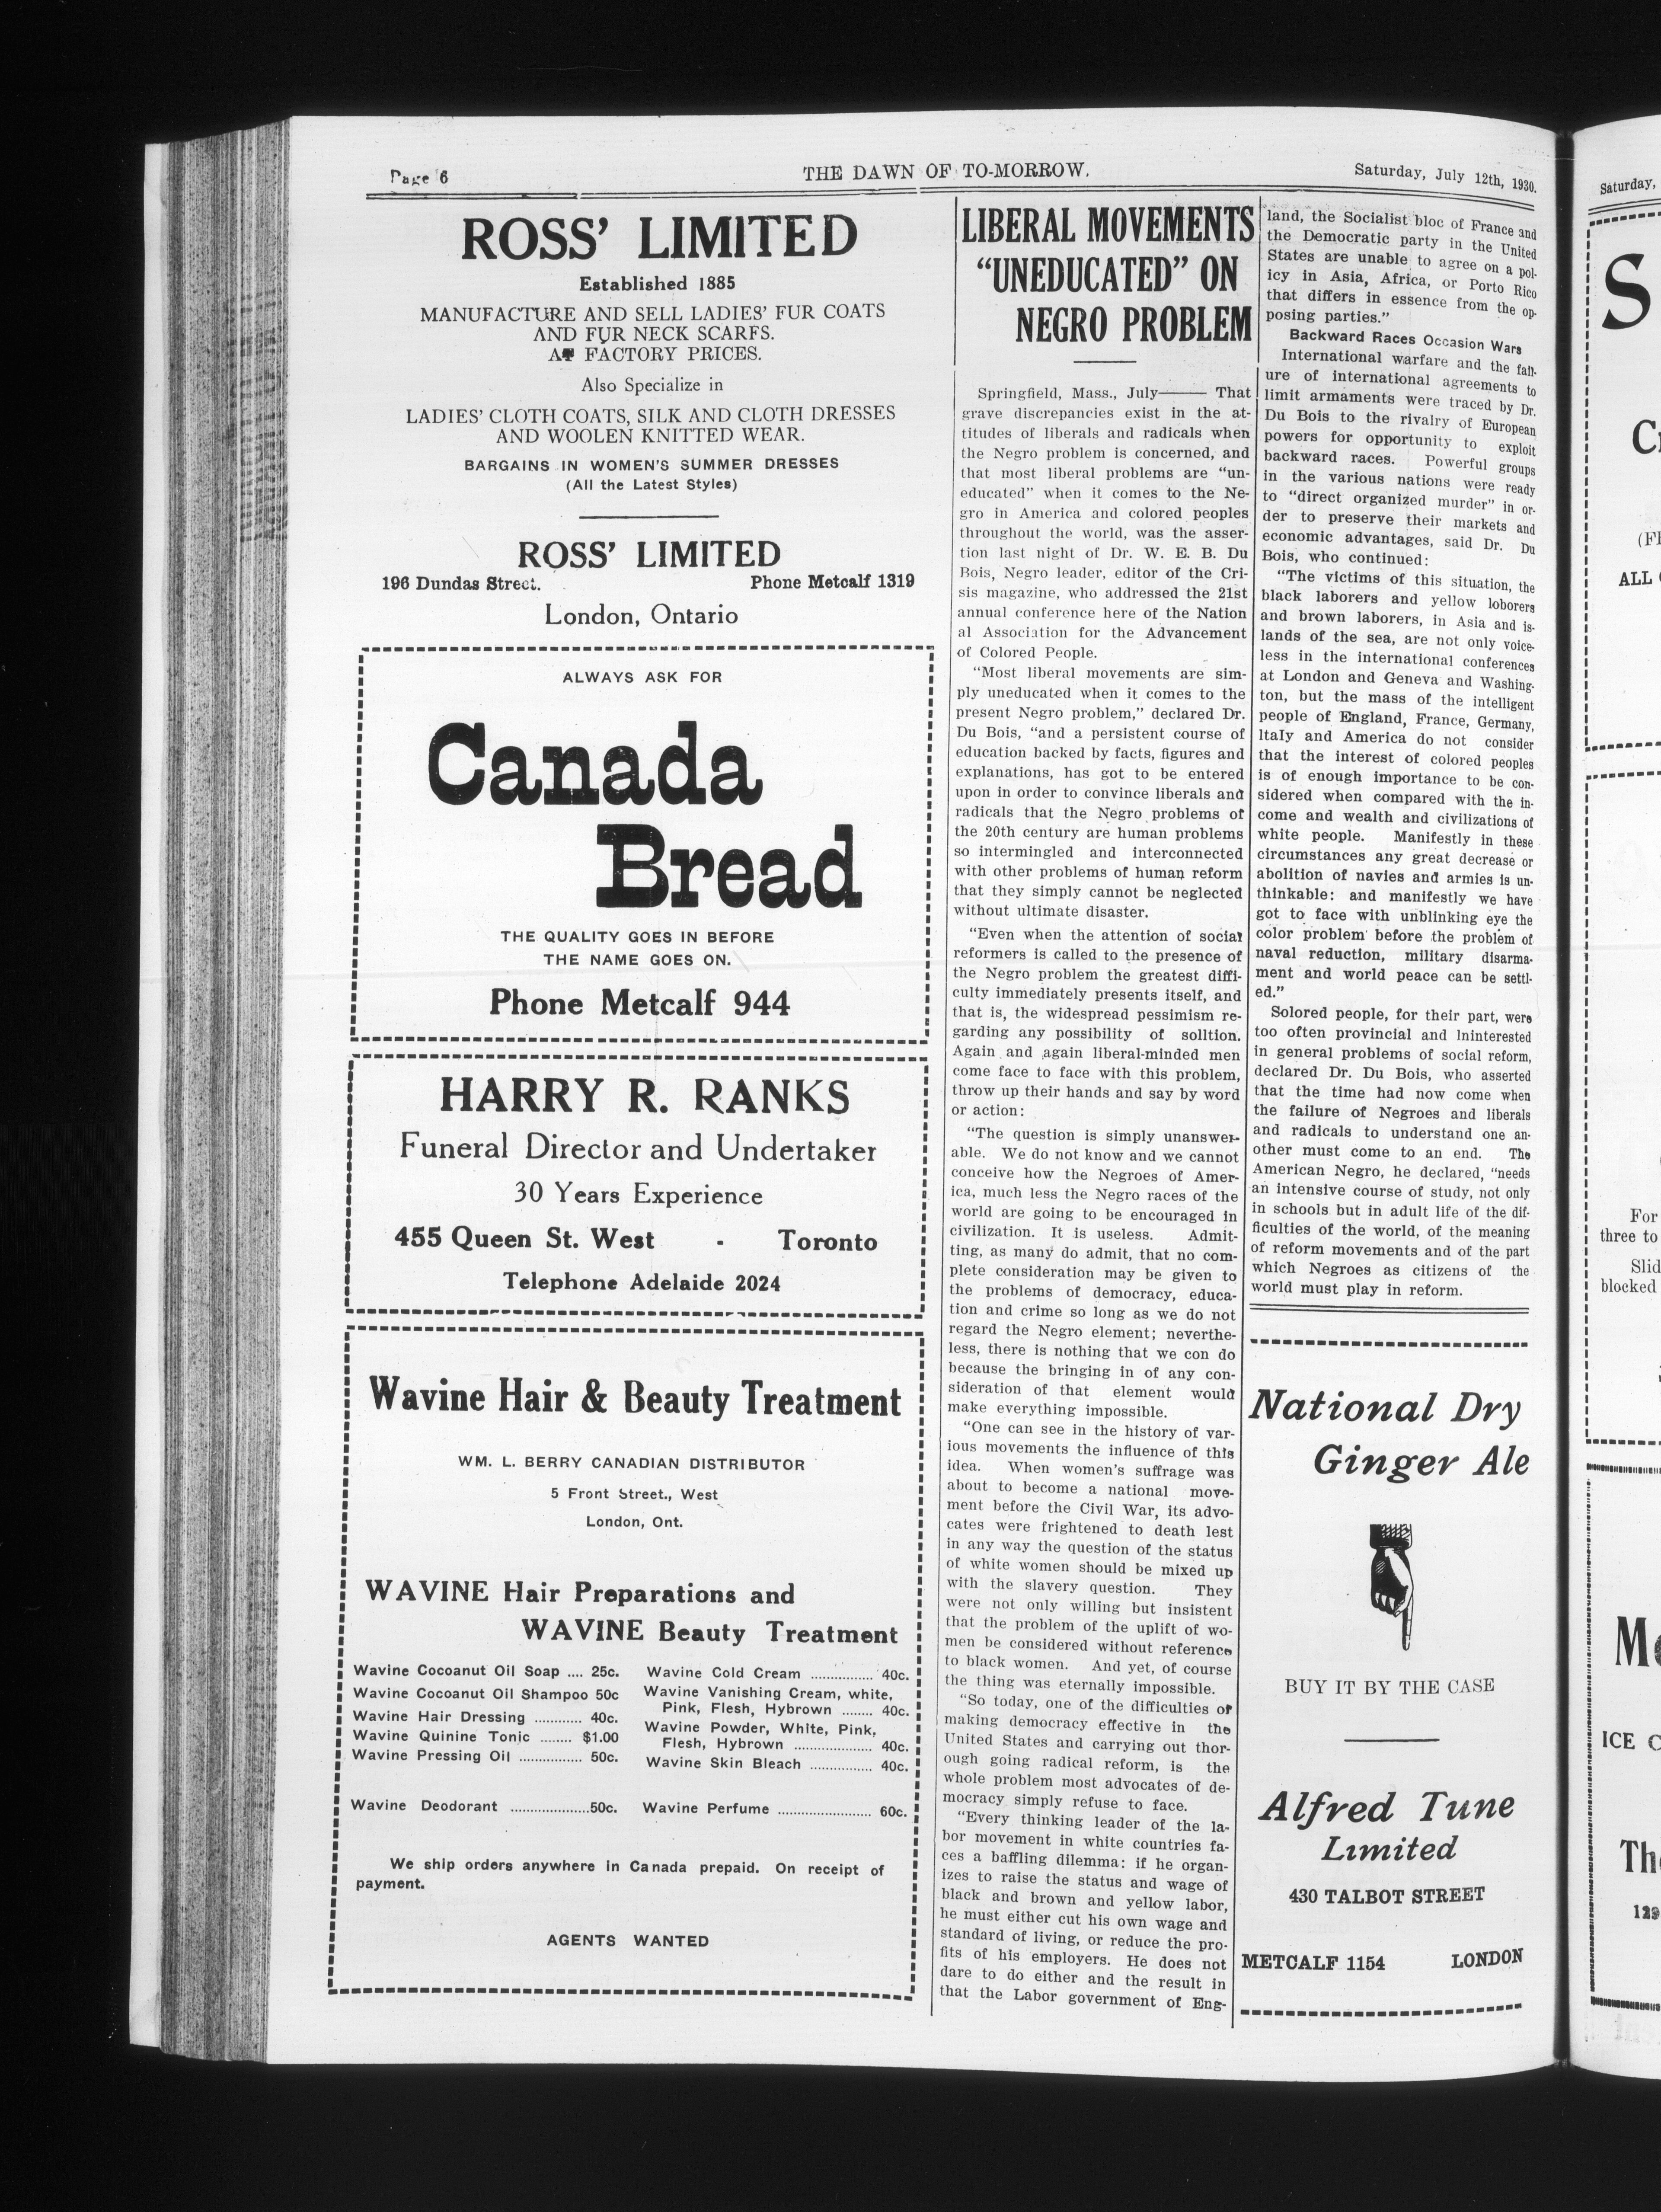 Page 6
THE DAWN OF TO-MORROW.
Saturday, July 12th, 1930.
ROSS' LIMITED
Established 1885
MANUFACTURE AND SELL LADIES' FUR COATS
AND FUR NECK SCARFS.
AT FACTORY PRICES.
Also Specialize in
LADIES' CLOTH COATS, SILK AND CLOTH DRESSES
AND WOOLEN KNITTED WEAR.
BARGAINS IN WOMEN'S SUMMER DRESSES
(All the Latest Styles)
ROSS' LIMITED
196 Dundas Street. Phone Metcalf 1319
London, Ontario
ALWAYS ASK FOR
Canada
Bread
THE QUALITY GOES IN BEFORE
THE NAME GOES ON.
Phone Metcalf 944
HARRY R. RANKS
Funeral Director and Undertaker
30 Years Experience
455 Queen St. West - Toronto
Telephone Adelaide 2024
Wavine Hair & Beauty Treatment
WM. L. BERRY CANADIAN DISTRIBUTOR
5 Front Street., West
London, Ont.
WAVINE Hair Preparations and
WAVINE Beauty Treatment
Wavine Cocoanut Oil Soap .... 25c.
Wavine Cocoanut Oil Shampoo 50c
Wavine Hair Dressing ............ 40c.
Wavine Quinine Tonic ........ $1.00
Wavine Pressing Oil ................ 50c.
Wavine Deodorant ....................50c.
Wavine Cold Cream ................ 40c.
Wavine Vanishing Cream, white,
Pink, Flesh, Hybrown ........ 40c.
Wavine Powder, White, Pink,
Flesh, Hybrown .................... 40c.
Wavine Skin Bleach ................ 40c.
Wavine Perfume ........................ 60c.
We ship orders anywhere in Canada prepaid. On receipt of
payment.
AGENTS WANTED
LIBERAL MOVEMENTS
"UNEDUCATED" ON
NEGRO PROBLEM
Springfield, Mass., July—— That
grave discrepancies exist in the at-
titudes of liberals and radicals when
the Negro problem is concerned, and
that most liberal problems are "un-
educated" when it comes to the Ne-
gro in America and colored peoples
throughout the world, was the asser-
tion last night of Dr. W. E. B. Du
Bois, Negro leader, editor of the Cri-
sis magazine, who addressed the 21st
annual conference here of the Nation
al Association for the Advancement
of Colored People.
"Most liberal movements are sim-
ply uneducated when it comes to the
present Negro problem," declared Dr.
Du Bois, "and a persistent course of
education backed by facts, figures and
explanations, has got to be entered
upon in order to convince liberals and
radicals that the Negro problems of
the 20th century are human problems
so intermingled and interconnected
with other problems of human reform
that they simply cannot be neglected
without ultimate disaster.
"Even when the attention of social
reformers is called to the presence of
the Negro problem the greatest diffi-
culty immediately presents itself, and
that is, the widespread pessimism re-
garding any possibility of solltion.
Again and again liberal-minded men
come face to face with this problem,
throw up their hands and say by word
or action:
"The question is simply unanswer-
able. We do not know and we cannot
conceive how the Negroes of Amer-
ica, much less the Negro races of the
world are going to be encouraged in
civilization. It is useless. Admit-
ting, as many do admit, that no com-
plete consideration may be given to
the problems of democracy, educa-
tion and crime so long as we do not
regard the Negro element; neverthe-
less, there is nothing that we con do
because the bringing in of any con-
sideration of that element would
make everything impossible.
"One can see in the history of var-
ious movements the influence of this
idea. When women's suffrage was
about to become a national move-
ment before the Civil War, its advo-
cates were frightened to death lest
in any way the question of the status
of white women should be mixed up
with the slavery question. They
were not only willing but insistent
that the problem of the uplift of wo-
men be considered without reference
to black women. And yet, of course
the thing was eternally impossible.
"So today, one of the difficulties of
making democracy effective in the
United States and carrying out thor-
ough going radical reform, is the
whole problem most advocates of de-
mocracy simply refuse to face.
"Every thinking leader of the la-
bor movement in white countries fa-
ces a baffling dilemma: if he organ-
izes to raise the status and wage of
black and brown and yellow labor,
he must either cut his own wage and
standard of living, or reduce the pro-
fits of his employers. He does not
dare to do either and the result in
that the Labor government of Eng-
land, the Socialist bloc of France and
the Democratic party in the United
States are unable to agree on a pol-
icy in Asia, Africa, or Porto Rico
that differs in essence from the op-
posing parties."
Backward Races Occasion Wars
International warfare and the fail-
ure of international agreements to
limit armaments were traced by Dr.
Du Bois to the rivalry of European
powers for opportunity to exploit
backward races. Powerful groups
in the various nations were ready
to "direct organized murder" in or-
der to preserve their markets and
economic advantages, said Dr. Du
Bois, who continued:
"The victims of this situation, the
black laborers and yellow loborers
and brown laborers, in Asia and is-
lands of the sea, are not only voice-
less in the international conferences
at London and Geneva and Washing-
ton, but the mass of the intelligent
people of England, France, Germany,
Italy and America do not consider
that the interest of colored peoples
is of enough importance to be con-
sidered when compared with the in-
come and wealth and civilizations of
white people. Manifestly in these
circumstances any great decrease or
abolition of navies and armies is un-
thinkable: and manifestly we have
got to face with unblinking eye the
color problem before the problem of
naval reduction, military disarma-
ment and world peace can be settl-
ed."
Solored people, for their part, were
too often provincial and Ininterested
in general problems of social reform,
declared Dr. Du Bois, who asserted
that the time had now come when
the failure of Negroes and liberals
and radicals to understand one an-
other must come to an end. The
American Negro, he declared, "needs
an intensive course of study, not only
in schools but in adult life of the dif-
ficulties of the world, of the meaning
of reform movements and of the part
which Negroes as citizens of the
world must play in reform.
National Dry
Ginger Ale
BUY IT BY THE CASE
Alfred Tune
Limited
430 TALBOT STREET
METCALF 1154 LONDON
Saturday,
S
(Fl
ALL
For
three to
Slid
blocked
ICE C
Th
129